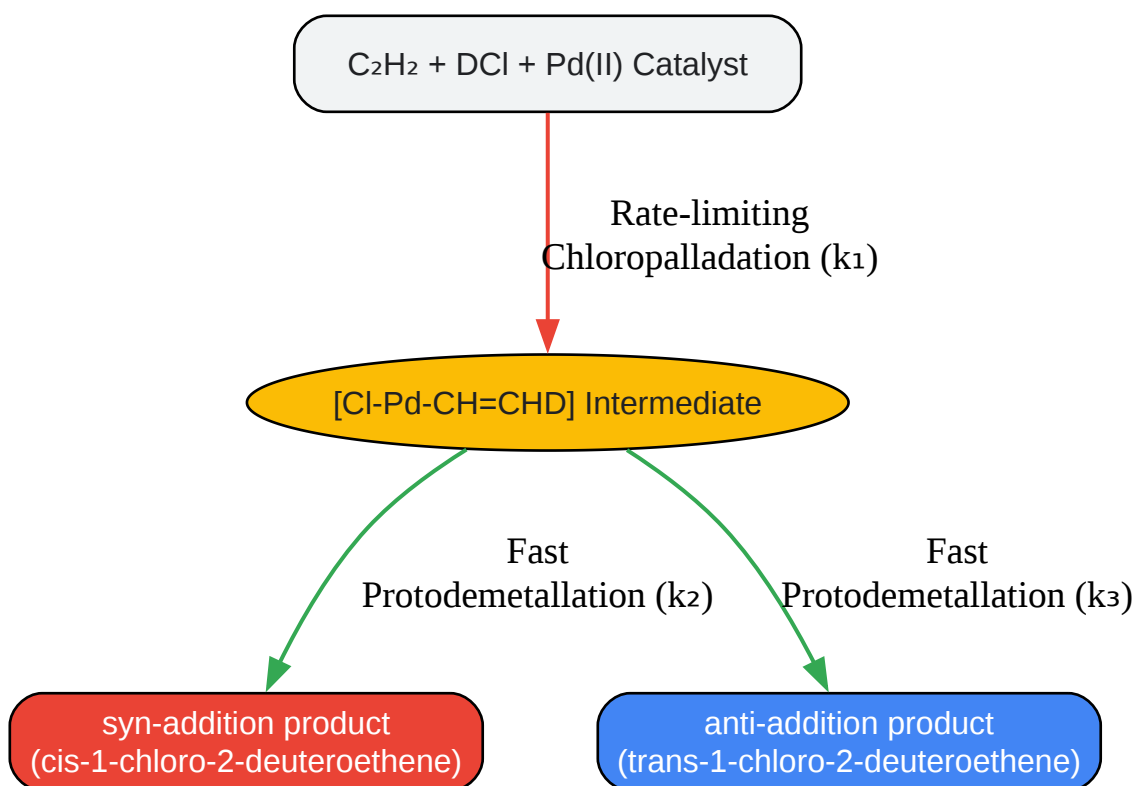 C₂H₂ + DCl + Pd(II) Catalyst
Rate-limiting
Chloropalladation (k₁)
[Cl-Pd-CH=CHD] Intermediate
Fast
Protodemetallation (k₂)
Fast
Protodemetallation (k₃)
syn-addition product
(cis-1-chloro-2-deuteroethene)
anti-addition product
(trans-1-chloro-2-deuteroethene)